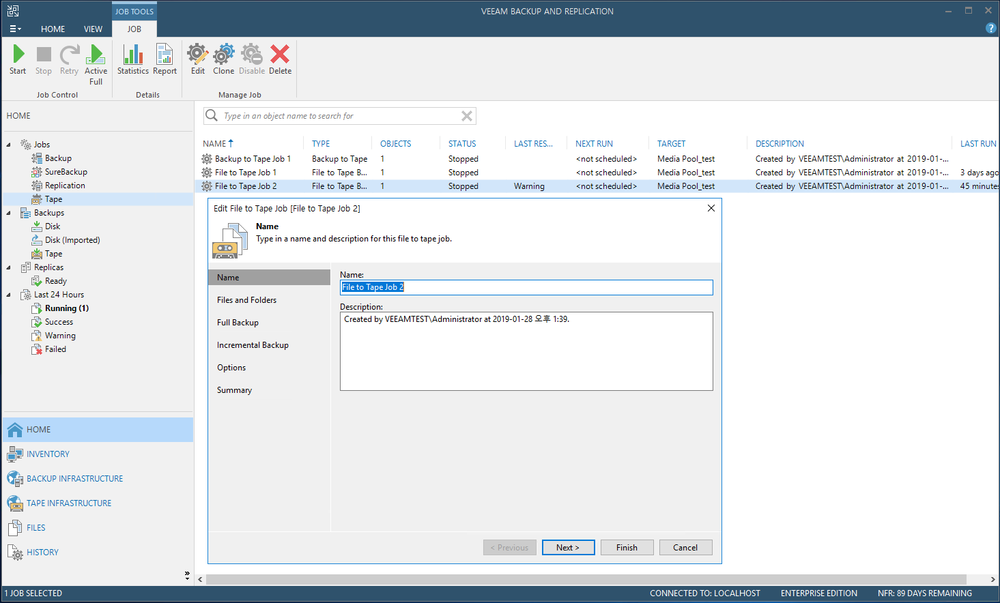 JOB TOOLS
VEEAM BACKUP AND REPLICATION
HOME VIEW JOB
Start Stop Retry Active Full Statistics Report Edit Clone Disable Delete
Job Control Details Manage Job
HOME
Type in an object name to search for
Jobs
Backup
SureBackup
Replication
Tape
Backups
Disk
Disk (Imported)
Tape
Replicas
Ready
Last 24 Hours
Running (1)
Success
Warning
Failed
HOME
INVENTORY
BACKUP INFRASTRUCTURE
TAPE INFRASTRUCTURE
FILES
HISTORY
NAME TYPE OBJECTS STATUS LAST RES... NEXT RUN TARGET DESCRIPTION LAST RUN
Backup to Tape Job 1 Backup to Tape 1 Stopped <not scheduled> Media Pool_test Created by VEEAMTEST\Administrator at 2019-01-...
File to Tape Job 1 File to Tape B... 1 Stopped <not scheduled> Media Pool_test Created by VEEAMTEST\Administrator at 2019-01-... 3 days ago
File to Tape Job 2 File to Tape B... 1 Stopped Warning <not scheduled> Media Pool_test Created by VEEAMTEST\Administrator at 2019-01-... 45 minutes
Edit File to Tape Job [File to Tape Job 2]
Name
Type in a name and description for this file to tape job.
Name
Files and Folders
Full Backup
Incremental Backup
Options
Summary
Name:
File to Tape Job 2
Description:
Created by VEEAMTEST\Administrator at 2019-01-28 오후 1:39.
< Previous Next > Finish Cancel
1 JOB SELECTED
CONNECTED TO: LOCALHOST ENTERPRISE EDITION NFR: 89 DAYS REMAINING